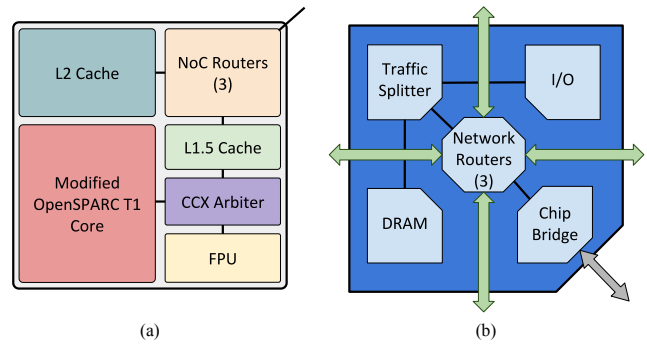 L2 Cache
NoC Routers
(3)
L1.5 Cache
Modified
OpenSPARC T1
Core
CCX Arbiter
FPU
(a)
Traffic
Splitter
I/O
Network
Routers
(3)
DRAM
Chip
Bridge
(b)